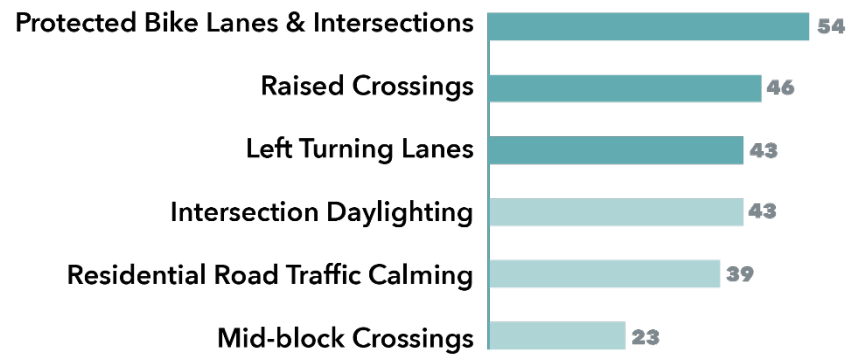 Protected Bike Lanes & Intersections 54
Raised Crossings 46
Left Turning Lanes 43
Intersection Daylighting 43
Residential Road Traffic Calming 39
Mid-block Crossings 23